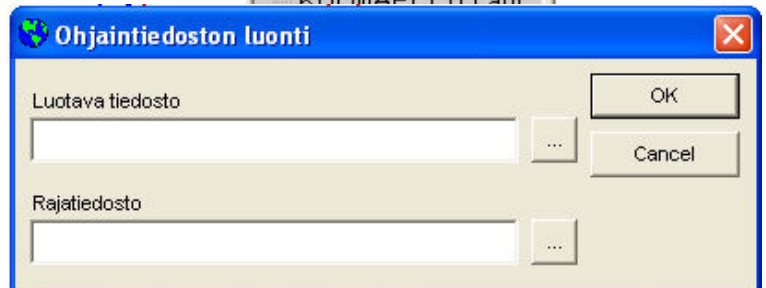 Ohjaintiedoston luonti
Luotava tiedosto
...
OK
Cancel
Rajatiedosto
...